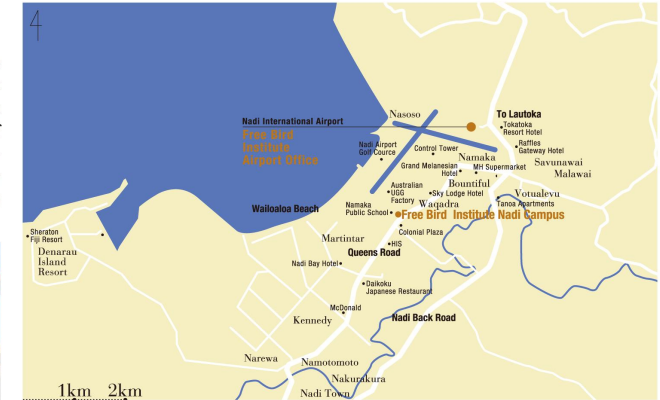 4
Nasoso
To Lautoka
Nadi International Airport
Tokatoka
Resort Hotel
Free Bird
Institute
Airport Office
Nadi Airport
Golf Cource
Control Tower
Raffles
Gateway Hotel
Namaka
Savunawai
Grand Melanesian
Hotel
MH Supermarket
Malawai
Bountiful
Australian
UGG
Factory
Sky Lodge Hotel
Votualevu
Waqadra
Tanoa Apartments
Wailoaloa Beach
Namaka
Public School
Free Bird Institute Nadi Campus
Colonial Plaza
Sheraton
Fiji Resort
Martintar
HIS
Denarau
Island
Resort
Queens Road
Nadi Bay Hotel
Daikoku
Japanese Restaurant
McDonald
Kennedy
Nadi Back Road
Narewa
Namotomoto
Nakurakura
1km 2km
Nadi Town